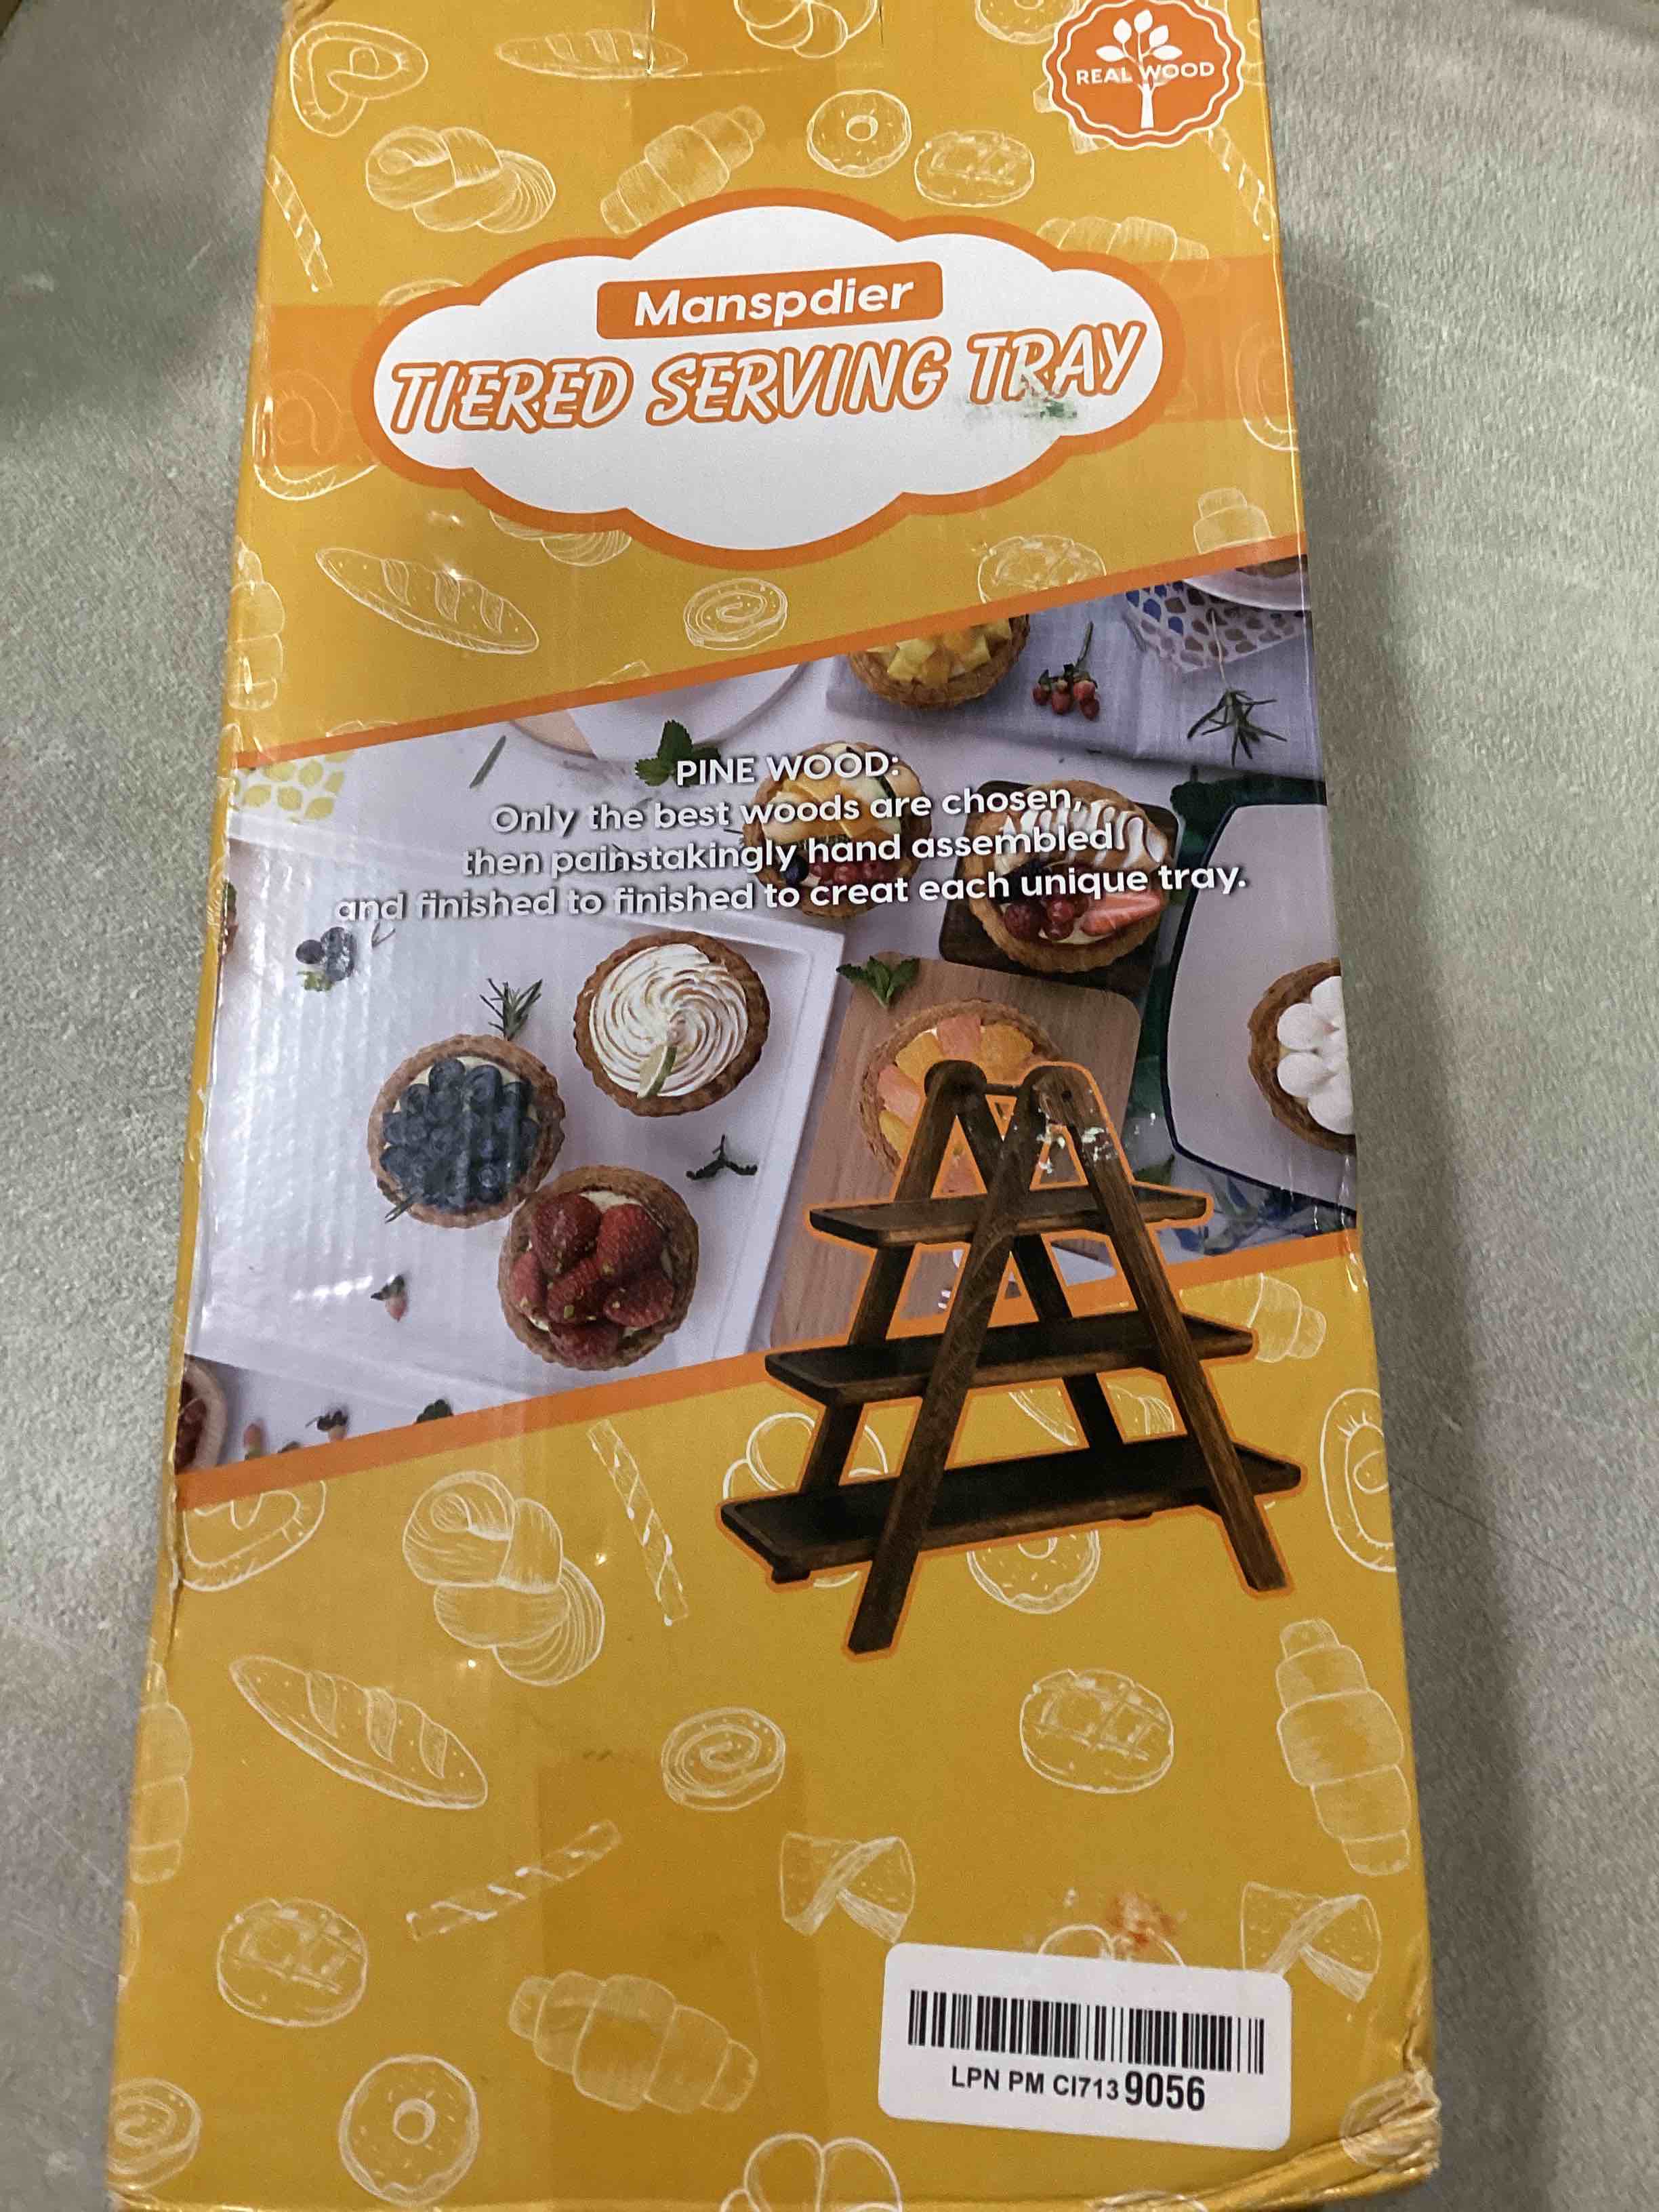 REAL WOOD
Manspdier
TIERED SERVING TRAY
PINE WOOD:
Only the best woods are chosen,
then painstakingly hand assembled
and finished to finished to creat each unique tray.
LPN PM CI713 9056